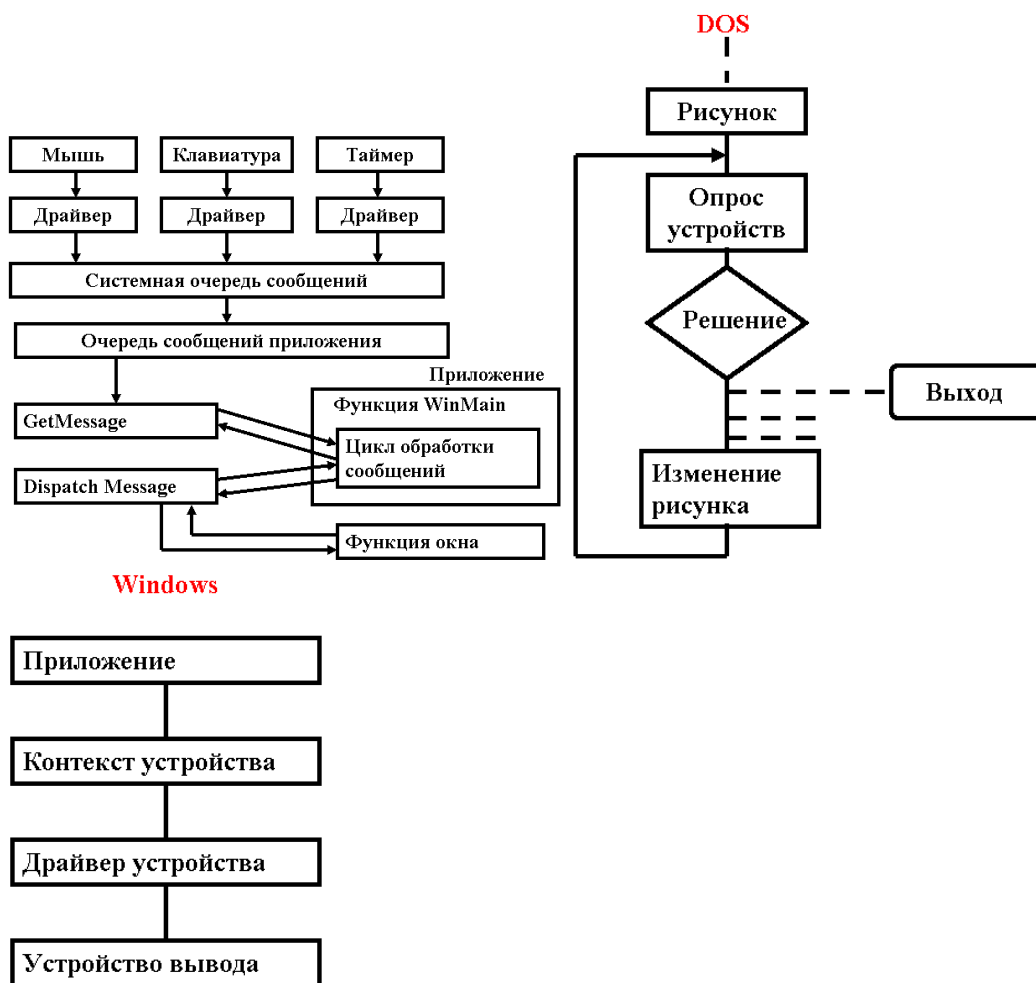 DOS
Рисунок
Опрос
устройств
Решение
Выход
Изменение
рисунка
Мышь
Клавиатура
Таймер
Драйвер
Драйвер
Драйвер
Системная очередь сообщений
Очередь сообщений приложения
Приложение
Функция WinMain
GetMessage
Цикл обработки
сообщений
Dispatch Message
Функция окна
Windows
Приложение
Контекст устройства
Драйвер устройства
Устройство вывода